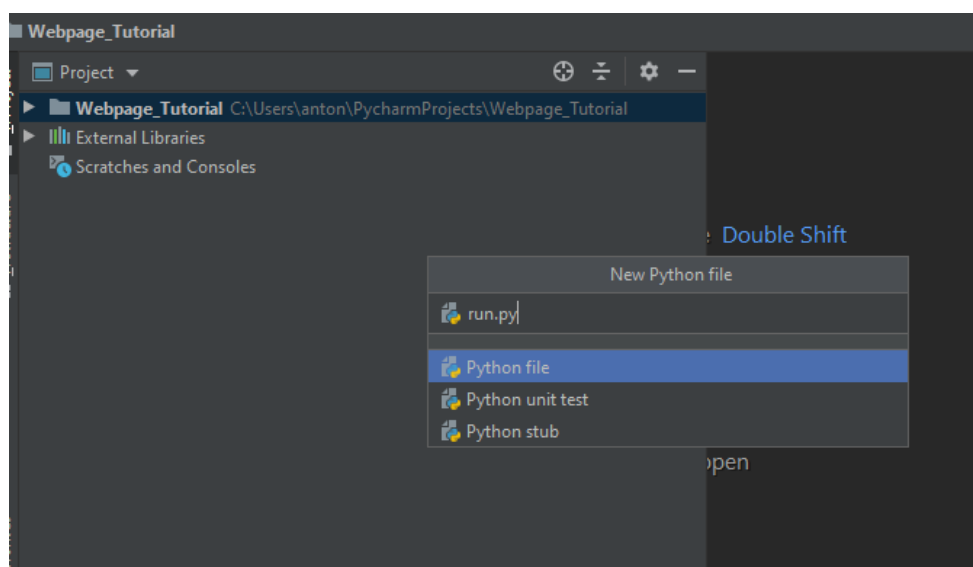 Webpage_Tutorial
Project
Webpage_Tutorial C:\Users\anton\PycharmProjects\Webpage_Tutorial
External Libraries
Scratches and Consoles
Double Shift
New Python file
run.py
Python file
Python unit test
Python stub
open